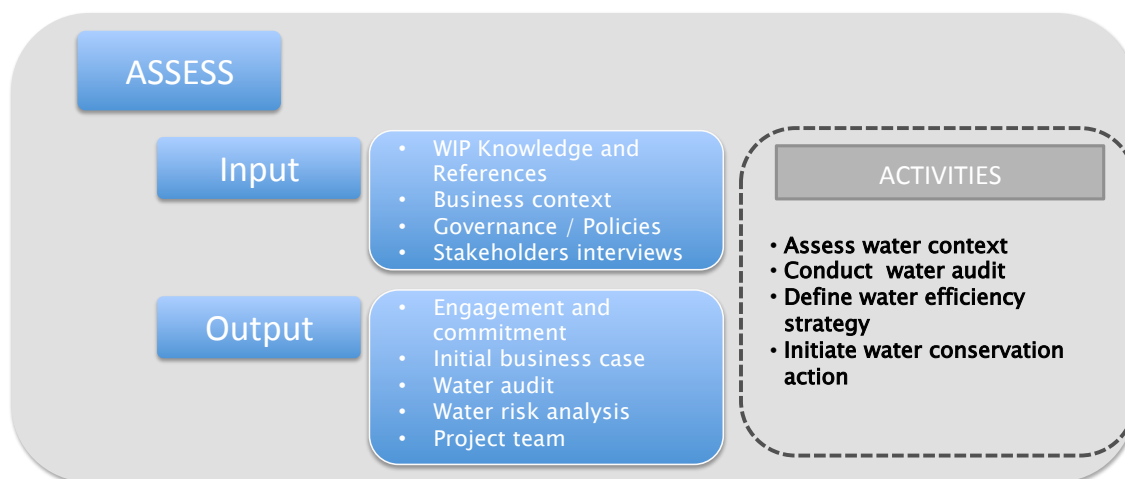 ASSESS
Input
• WIP Knowledge and
References
• Business context
• Governance / Policies
• Stakeholders interviews
Output
• Engagement and
commitment
• Initial business case
• Water audit
• Water risk analysis
• Project team
ACTIVITIES
• Assess water context
• Conduct  water audit
• Define water efficiency
strategy
• Initiate water conservation
action